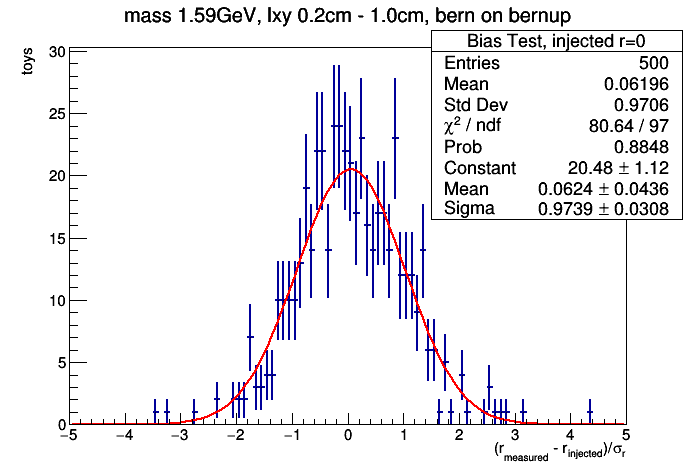 mass 1.59GeV, lxy 0.2cm - 1.0cm, bern on bernup
Bias Test, injected r=0
Entries 500
Mean 0.06196
Std Dev 0.9706
χ² / ndf 80.64 / 97
Prob 0.8848
Constant 20.48 ± 1.12
Mean 0.0624 ± 0.0436
Sigma 0.9739 ± 0.0308
toys
30
25
20
15
10
5
0
−5 −4 −3 −2 −1 0 1 2 3 4 5
(r_measured - r_injected)/σ_r